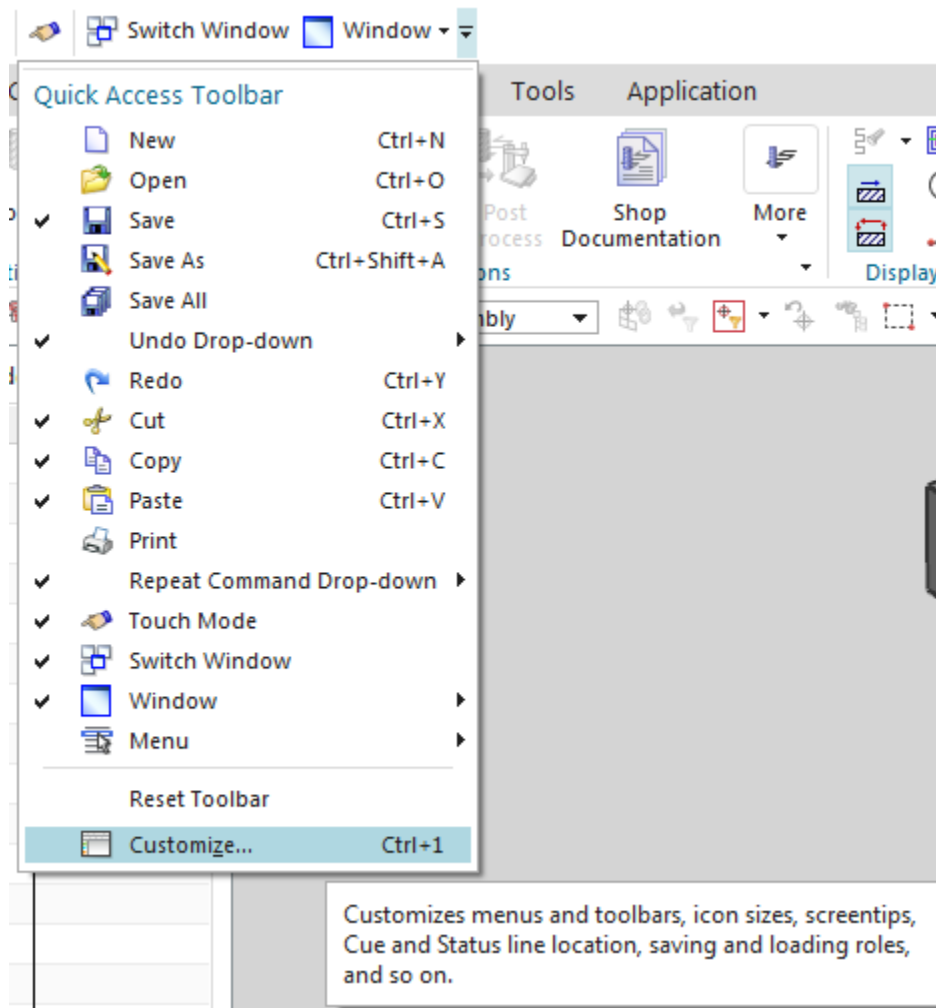 Switch Window Window
Tools Application
Quick Access Toolbar
New Ctrl+N
Open Ctrl+O
Save Ctrl+S
Save As Ctrl+Shift+A
Save All
Undo Drop-down
Redo Ctrl+Y
Cut Ctrl+X
Copy Ctrl+C
Paste Ctrl+V
Print
Repeat Command Drop-down
Touch Mode
Switch Window
Window
Menu
Reset Toolbar
Customize... Ctrl+1
Post
Shop
Documentation
More
Display
Customizes menus and toolbars, icon sizes, screentips,
Cue and Status line location, saving and loading roles,
and so on.